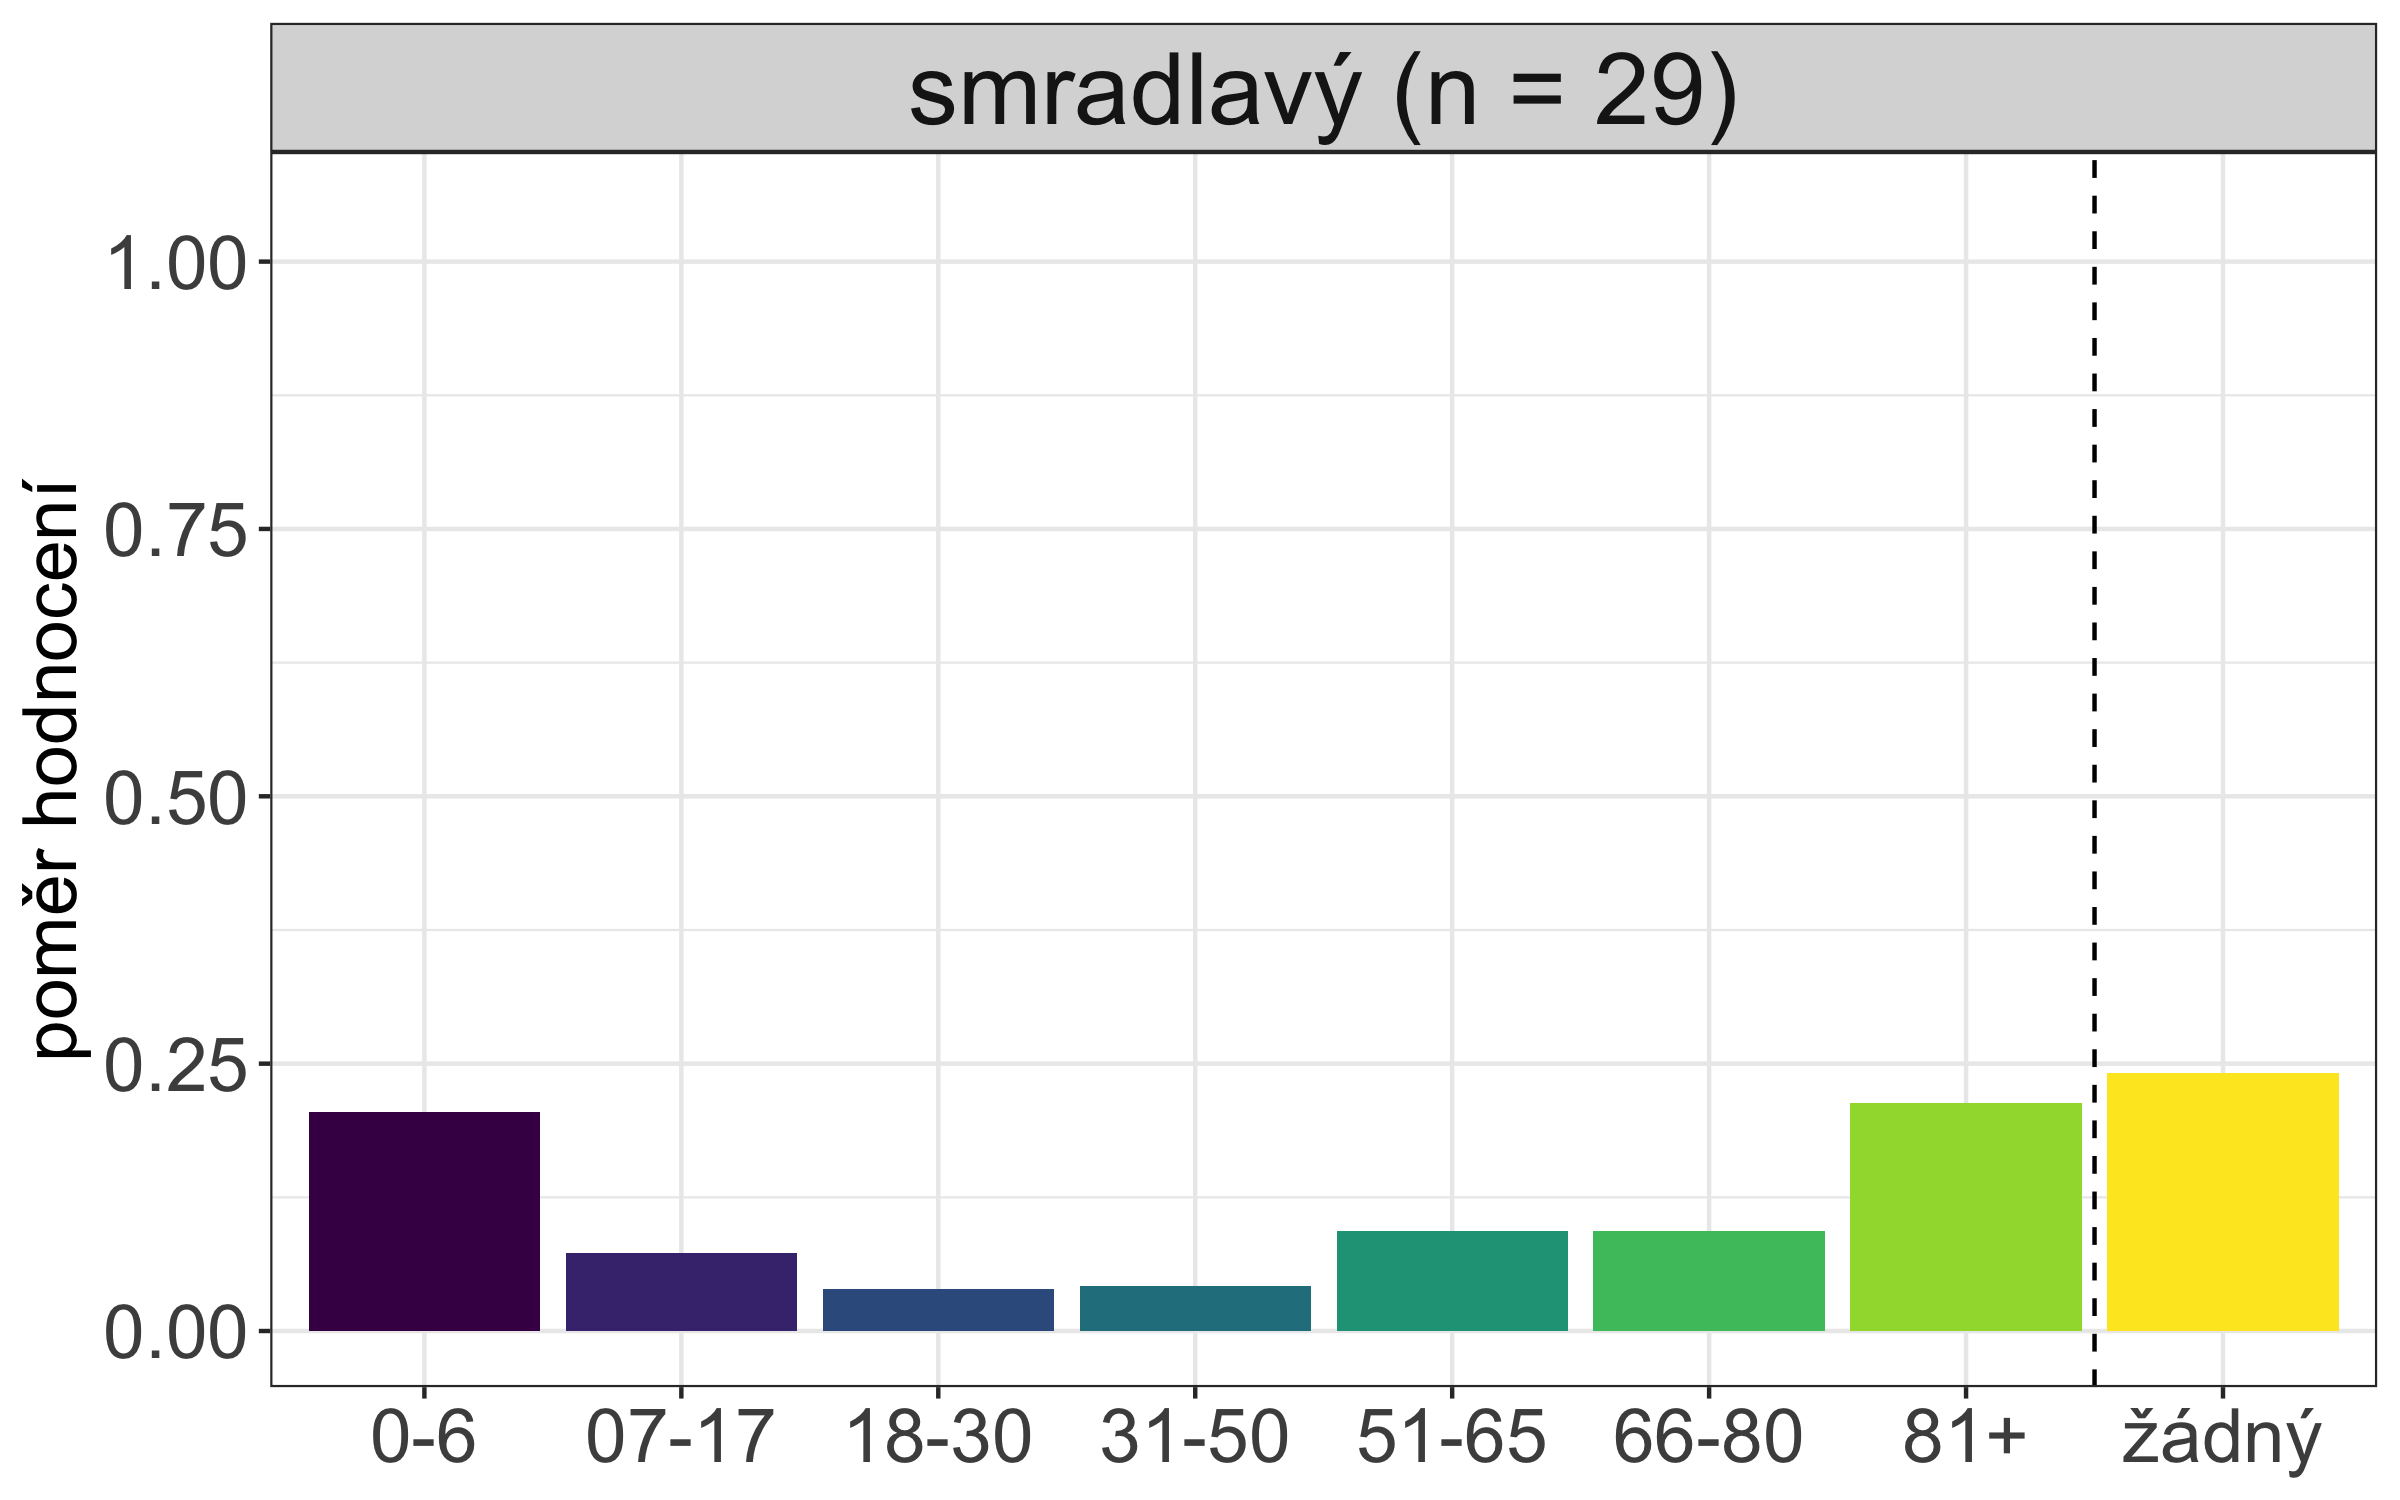 smradlavý (n = 29)
poměr hodnocení
1.00
0.75
0.50
0.25
0.00
0-6 07-17 18-30 31-50 51-65 66-80 81+ žádný